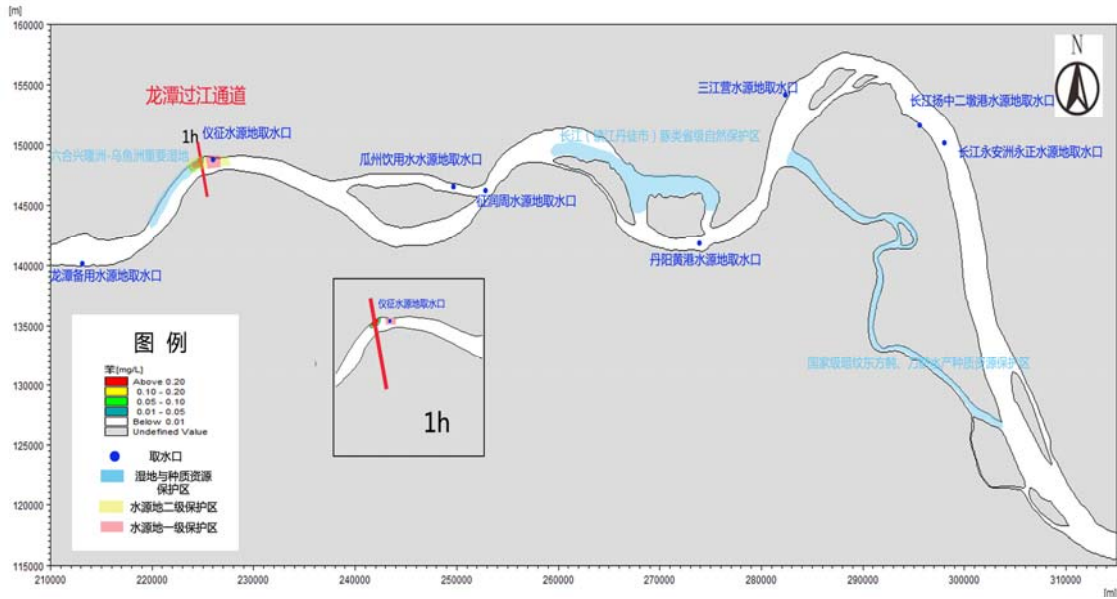 [m]
160000
155000
150000
145000
140000
135000
130000
125000
120000
115000
210000
220000
230000
240000
250000
260000
270000
280000
290000
300000
310000
[m]
N
龙潭过江通道
1h
仪征水源地取水口
六合兴隆洲-乌鱼洲重要湿地
龙潭备用水源地取水口
瓜州饮用水水源地取水口
征润周水源地取水口
长江（镇江丹徒市）豚类省级自然保护区
丹阳黄港水源地取水口
三江营水源地取水口
长江扬中二墩港水源地取水口
长江永安洲永正水源地取水口
国家级暗纹东方鲀、刀鲚水产种质资源保护区
仪征水源地取水口
1h
图 例
苯[mg/L]
Above 0.20
0.10 - 0.20
0.05 - 0.10
0.01 - 0.05
Below 0.01
Undefined Value
取水口
湿地与种质资源
保护区
水源地二级保护区
水源地一级保护区